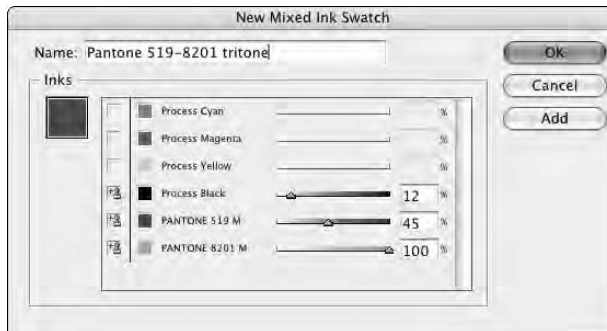 New Mixed Ink Swatch
Name: Pantone 519-8201 tritone
OK
Inks
Cancel
Add
Process Cyan %
Process Magenta %
Process Yellow %
Process Black 12 %
PANTONE 519 M 45 %
PANTONE 8201 M 100 %